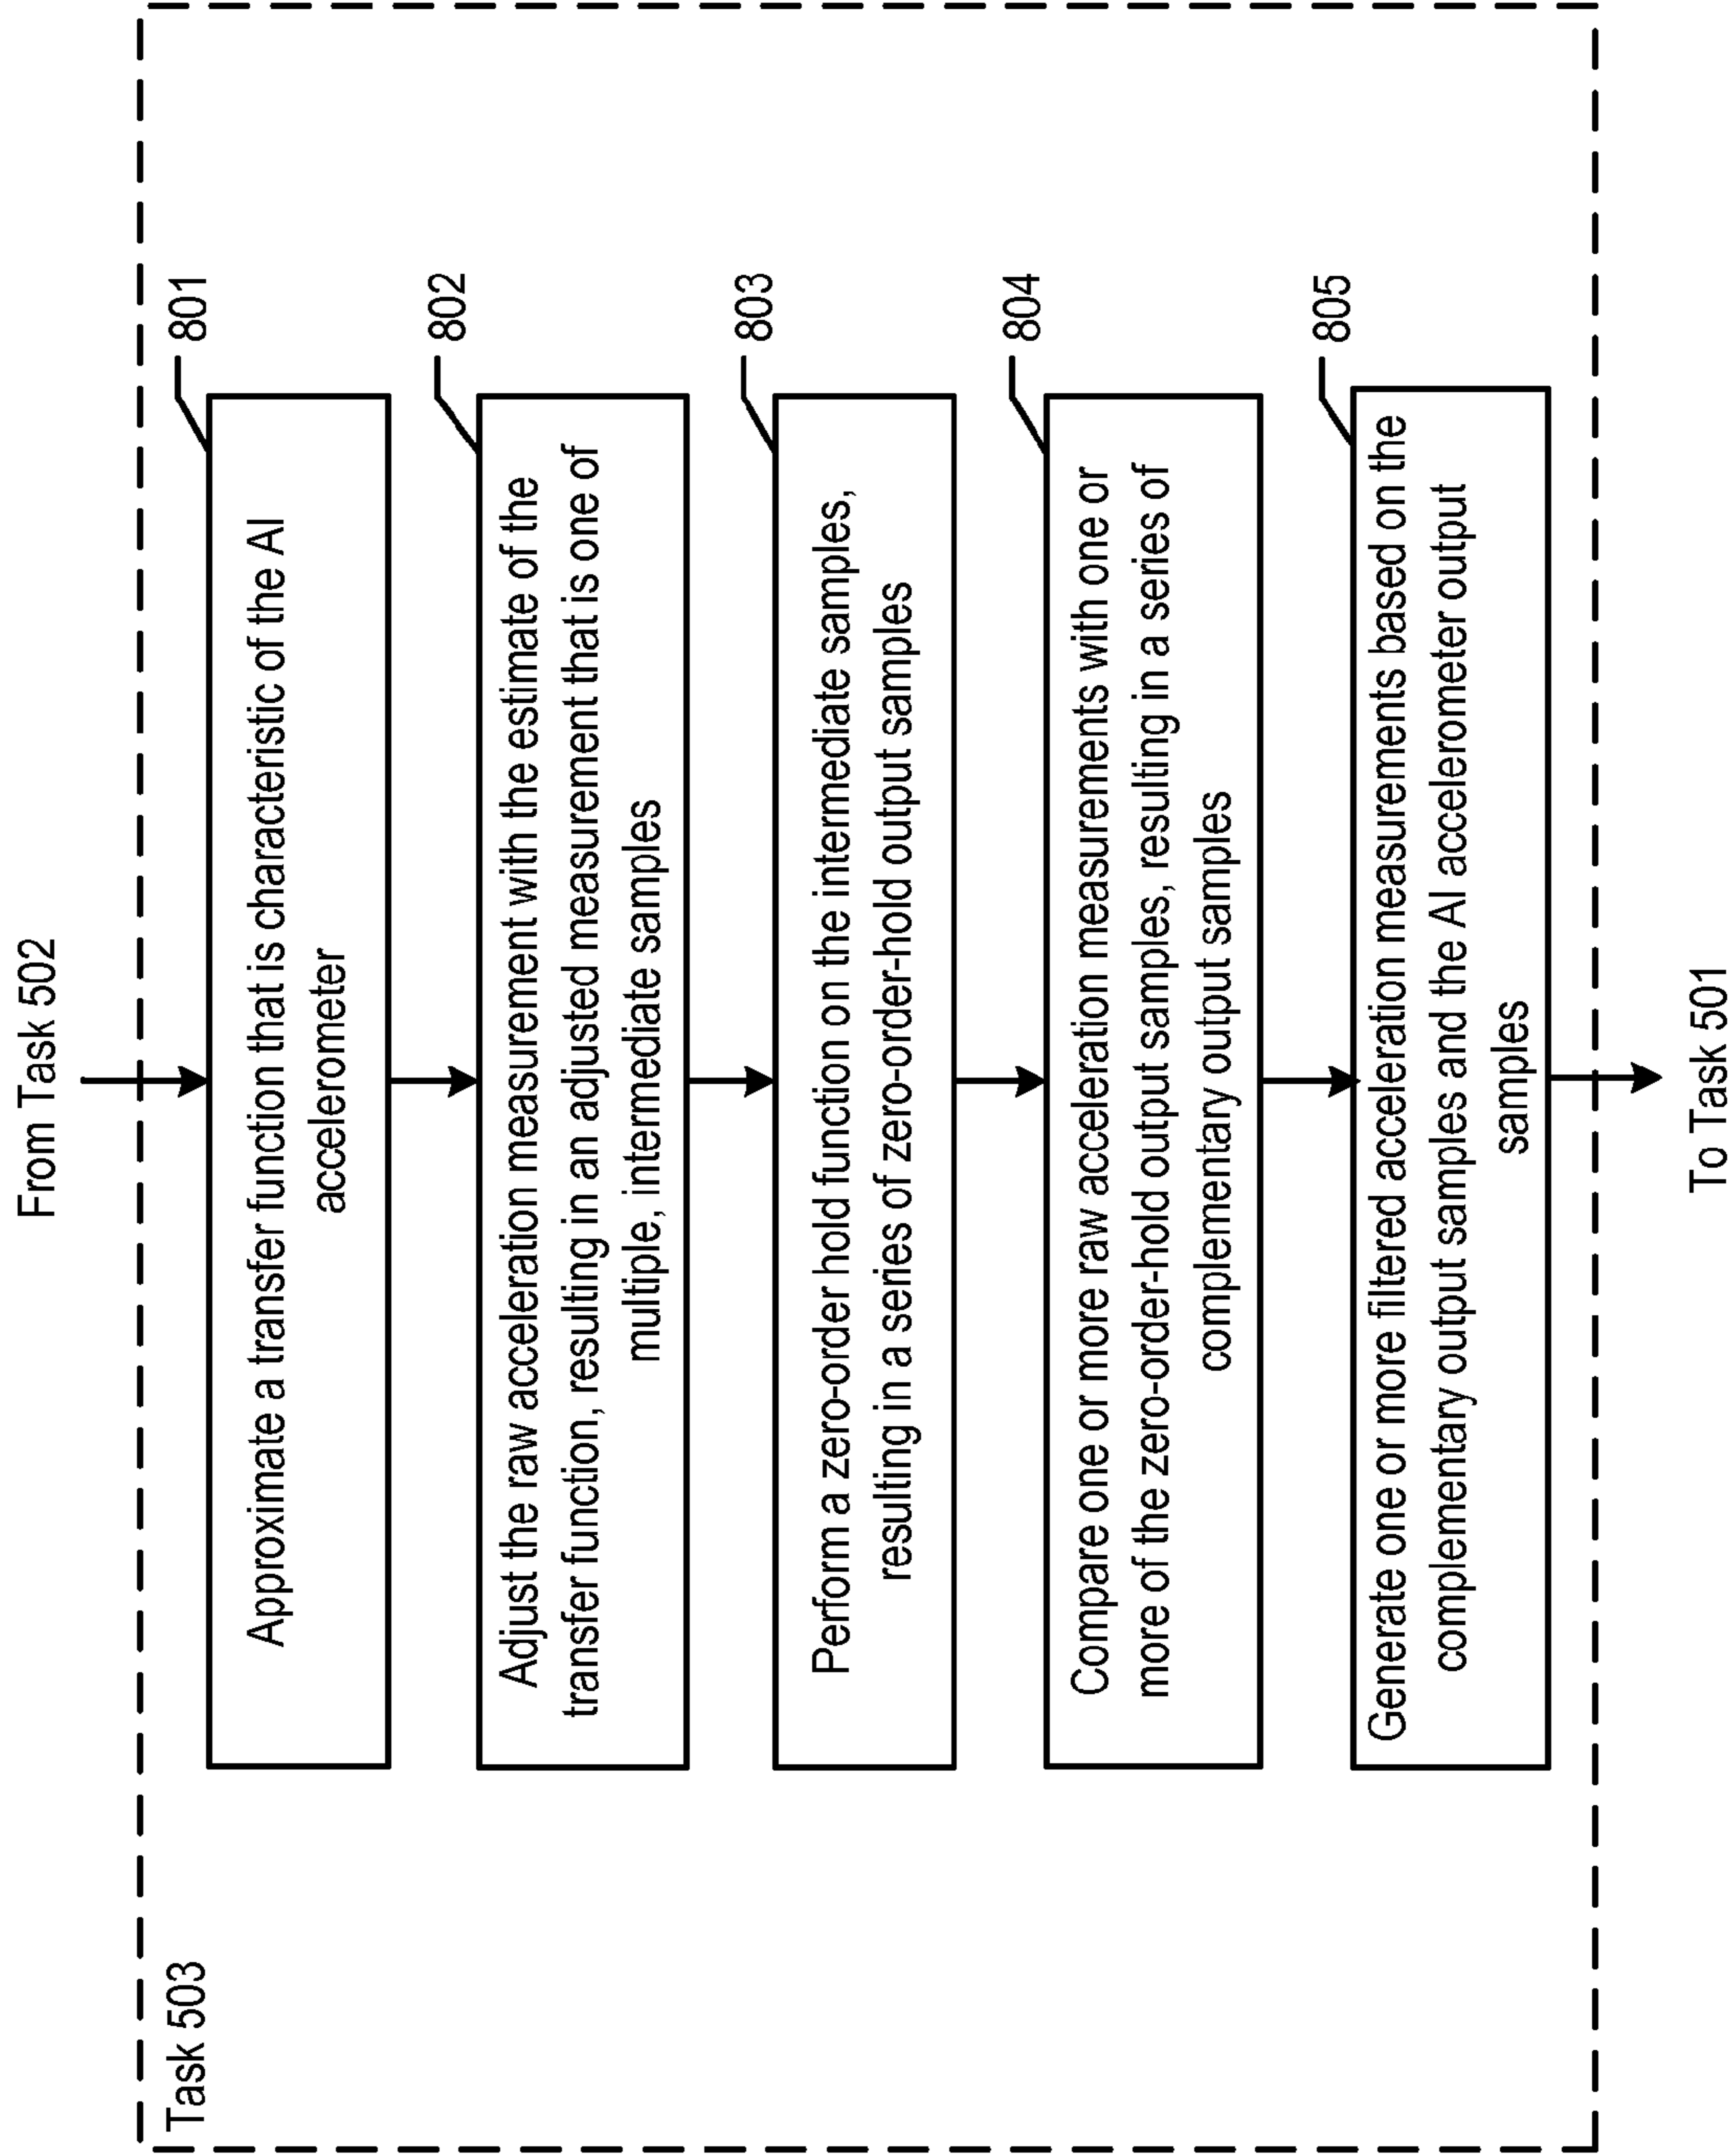 From Task 502
Task 503
801
Approximate a transfer function that is characteristic of the AI
accelerometer
802
Adjust the raw acceleration measurement with the estimate of the
transfer function, resulting in an adjusted measurement that is one of
multiple, intermediate samples
803
Perform a zero-order hold function on the intermediate samples,
resulting in a series of zero-order-hold output samples
804
Compare one or more raw acceleration measurements with one or
more of the zero-order-hold output samples, resulting in a series of
complementary output samples
805
Generate one or more filtered acceleration measurements based on the
complementary output samples and the AI accelerometer output
samples
To Task 501